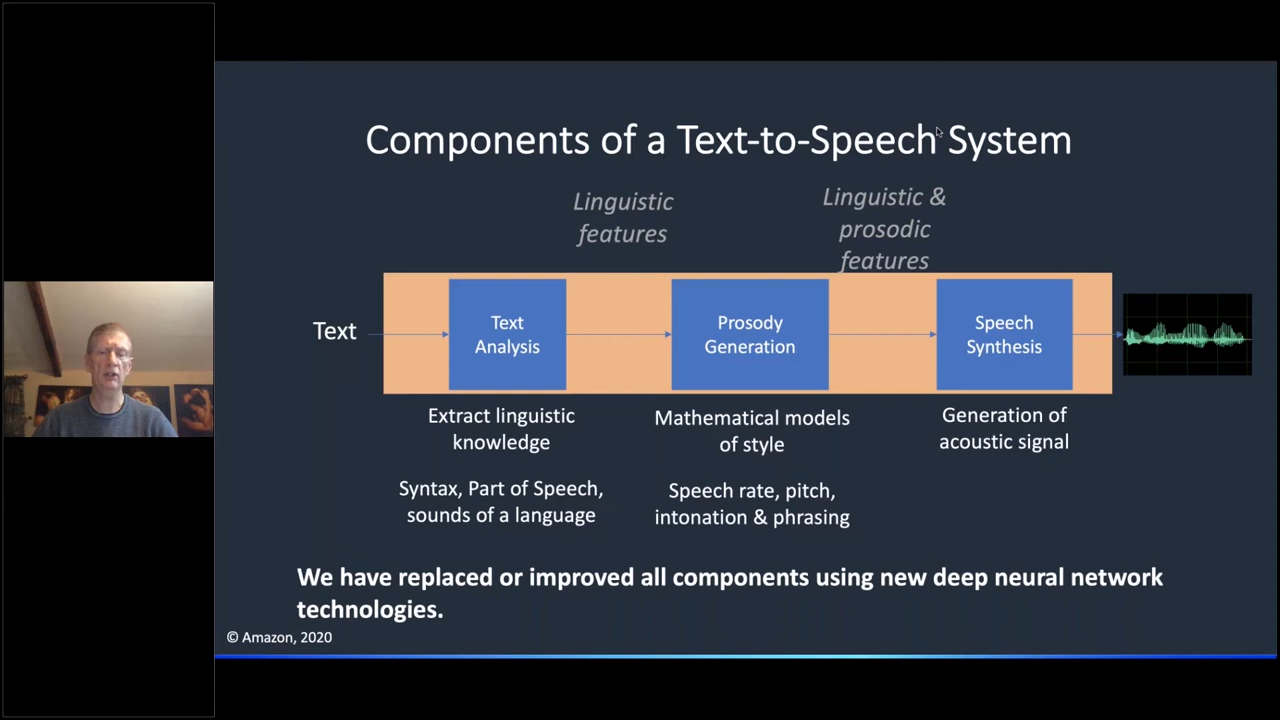 Components of a Text-to-Speech System
Linguistic
features
Linguistic &
prosodic
features
Text
Text
Analysis
Prosody
Generation
Speech
Synthesis
Extract linguistic
knowledge
Syntax, Part of Speech,
sounds of a language
Mathematical models
of style
Speech rate, pitch,
intonation & phrasing
Generation of
acoustic signal
We have replaced or improved all components using new deep neural network
technologies.
© Amazon, 2020